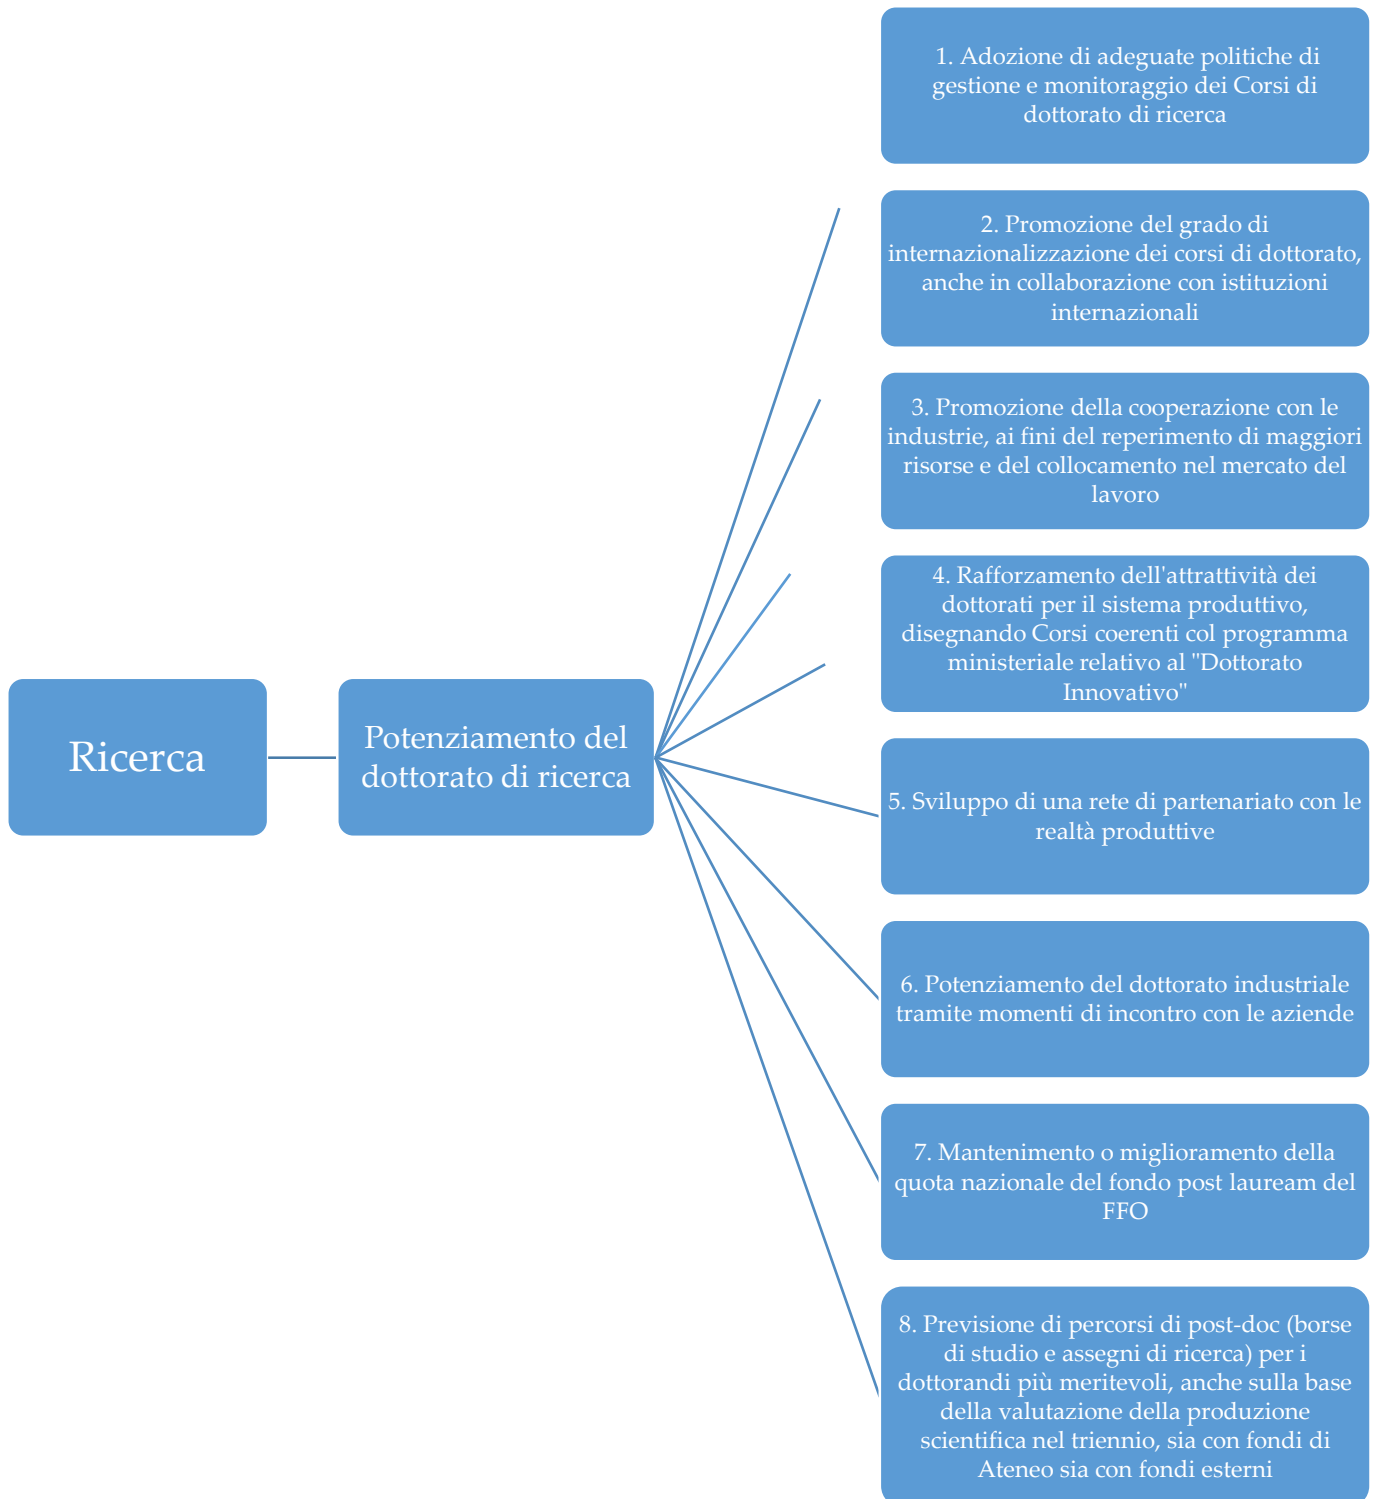 Ricerca
Potenziamento del
dottorato di ricerca
1. Adozione di adeguate politiche di
gestione e monitoraggio dei Corsi di
dottorato di ricerca
2. Promozione del grado di
internazionalizzazione dei corsi di dottorato,
anche in collaborazione con istituzioni
internazionali
3. Promozione della cooperazione con le
industrie, ai fini del reperimento di maggiori
risorse e del collocamento nel mercato del
lavoro
4. Rafforzamento dell'attrattività dei
dottorati per il sistema produttivo,
disegnando Corsi coerenti col programma
ministeriale relativo al "Dottorato
Innovativo"
5. Sviluppo di una rete di partenariato con le
realtà produttive
6. Potenziamento del dottorato industriale
tramite momenti di incontro con le aziende
7. Mantenimento o miglioramento della
quota nazionale del fondo post lauream del
FFO
8. Previsione di percorsi di post-doc (borse
di studio e assegni di ricerca) per i
dottorandi più meritevoli, anche sulla base
della valutazione della produzione
scientifica nel triennio, sia con fondi di
Ateneo sia con fondi esterni